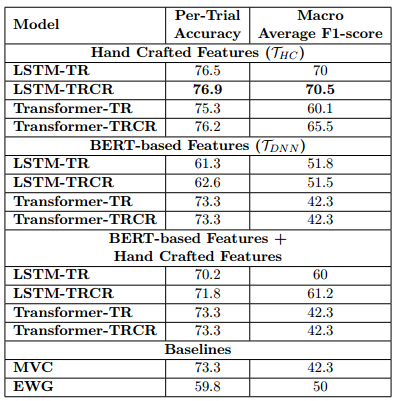 Model Per-Trial Accuracy Macro Average F1-score
Hand Crafted Features (𝒯_HC)
LSTM-TR 76.5 70
LSTM-TRCR 76.9 70.5
Transformer-TR 75.3 60.1
Transformer-TRCR 76.2 65.5
BERT-based Features (𝒯_DNN)
LSTM-TR 61.3 51.8
LSTM-TRCR 62.6 51.5
Transformer-TR 73.3 42.3
Transformer-TRCR 73.3 42.3
BERT-based Features +
Hand Crafted Features
LSTM-TR 70.2 60
LSTM-TRCR 71.8 61.2
Transformer-TR 73.3 42.3
Transformer-TRCR 73.3 42.3
Baselines
MVC 73.3 42.3
EWG 59.8 50